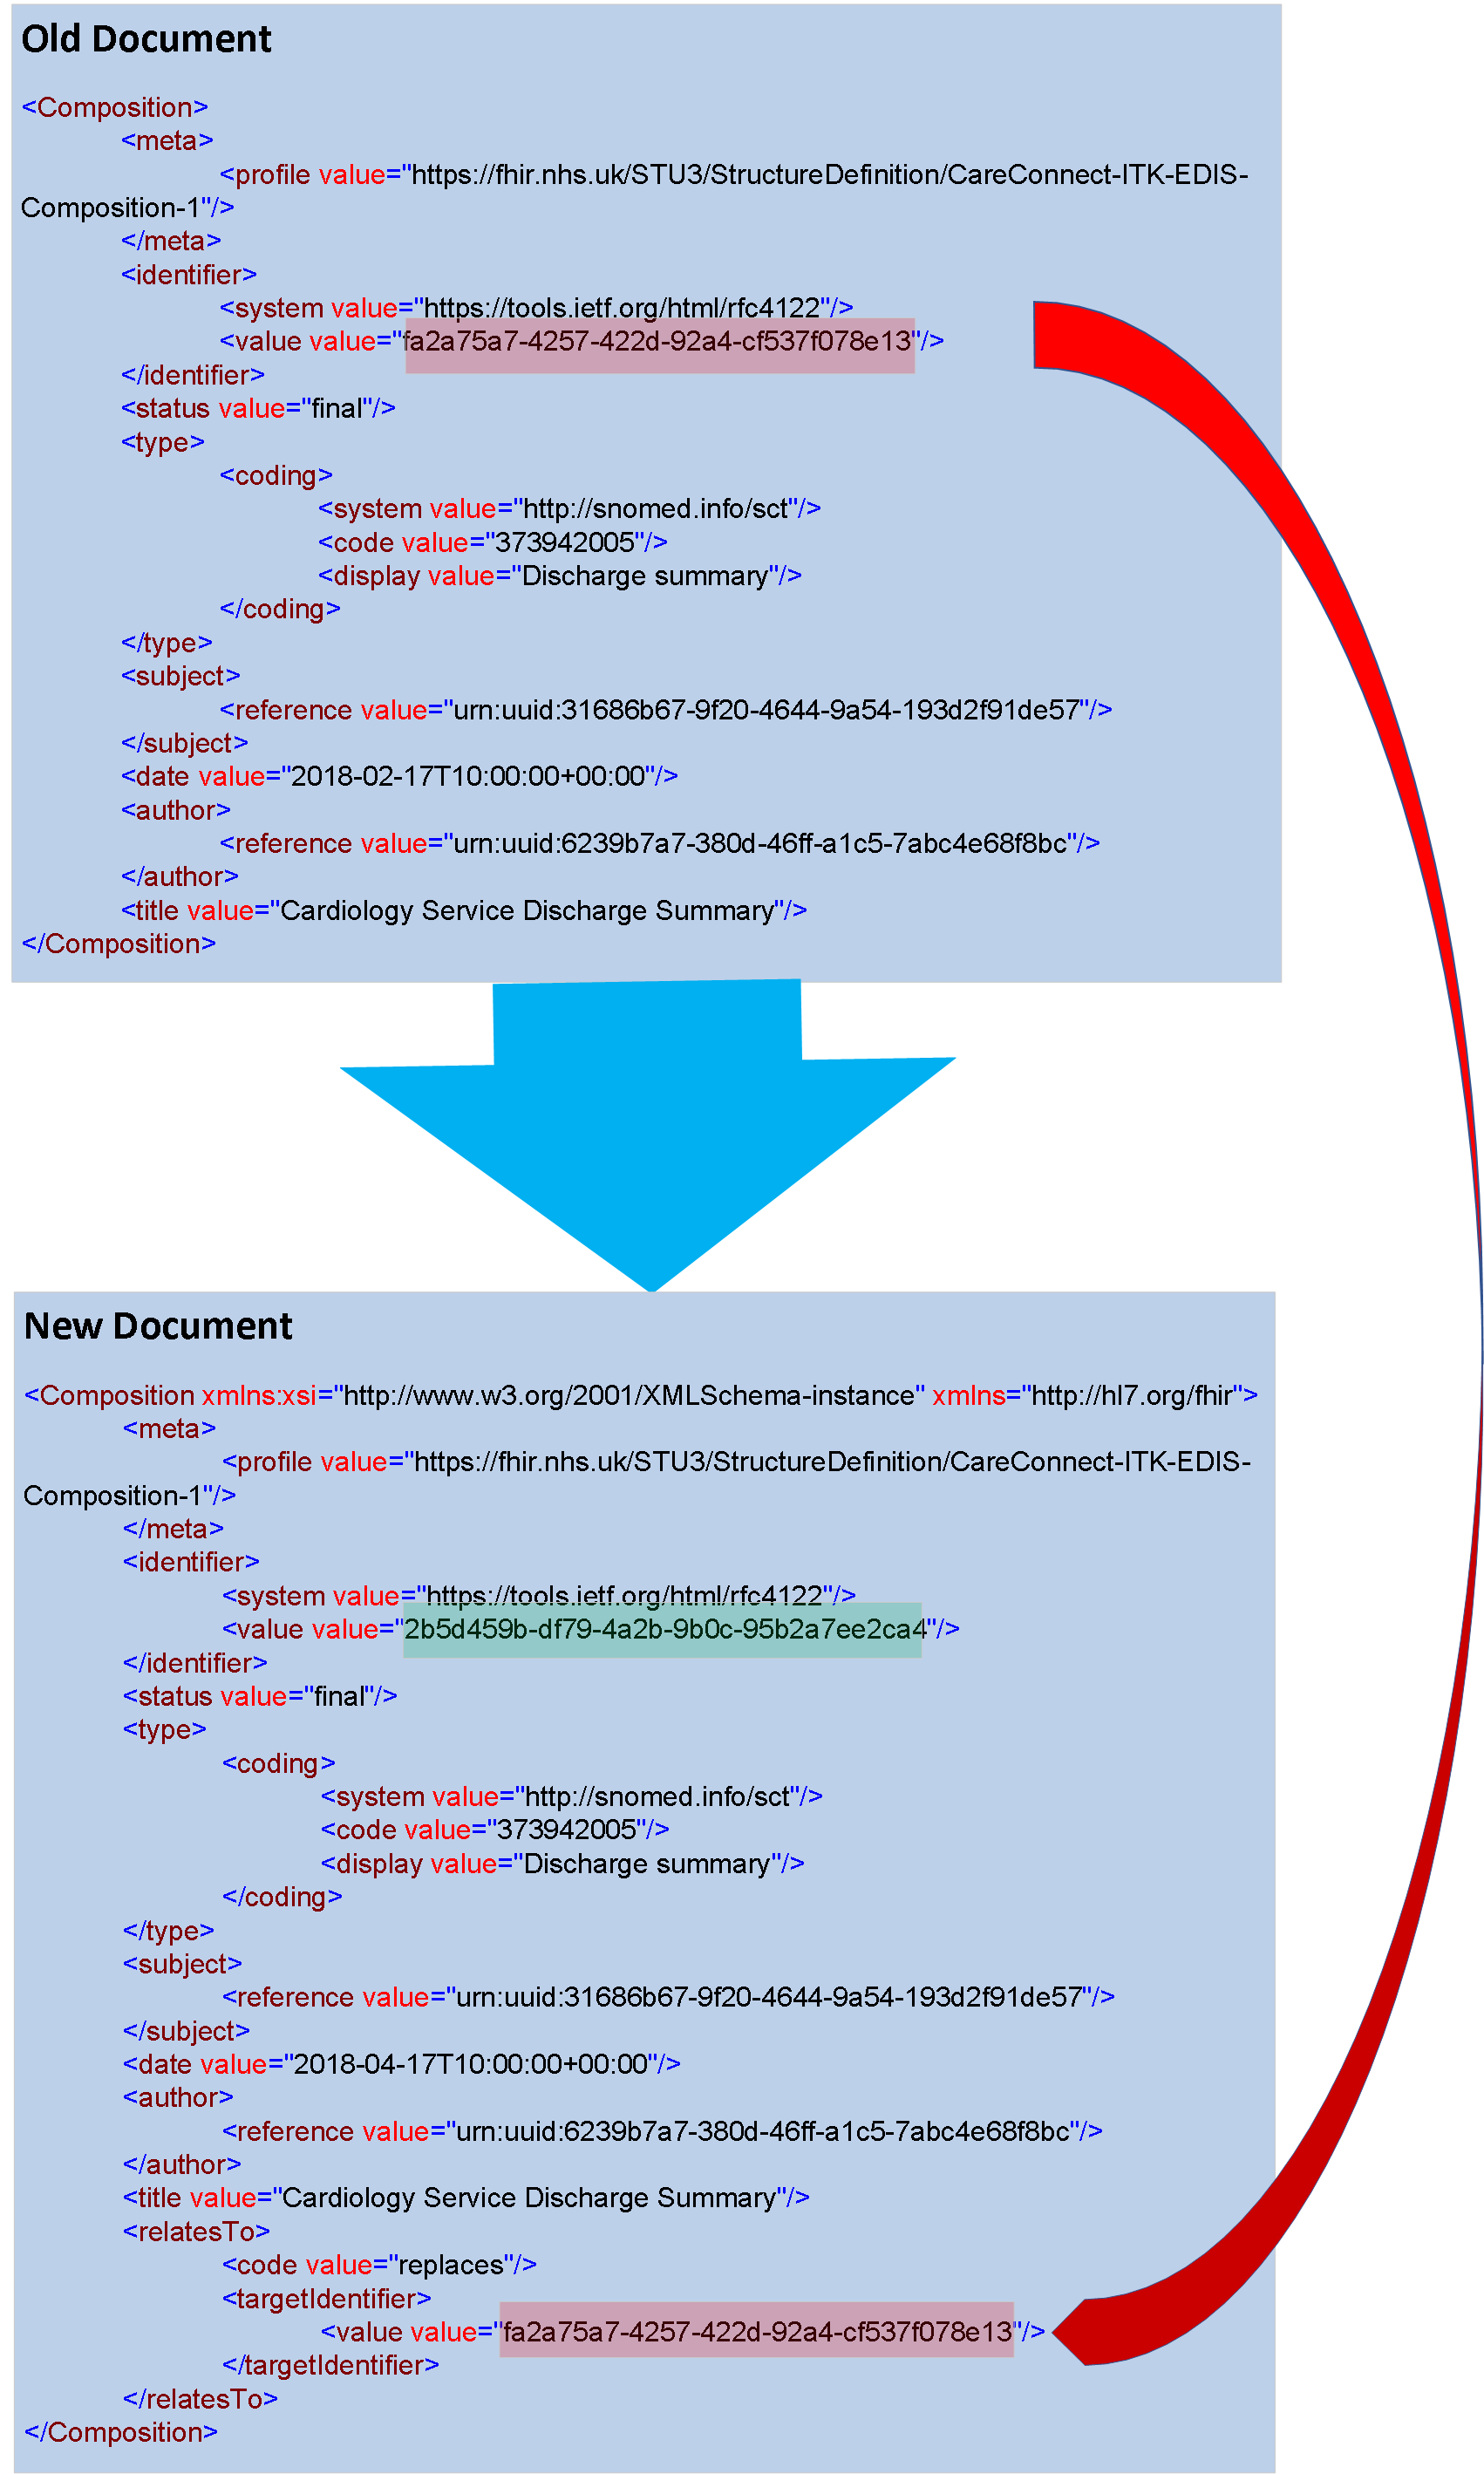 Old Document
<Composition>
<meta>
<profile value="https://fhir.nhs.uk/STU3/StructureDefinition/CareConnect-ITK-EDIS-
Composition-1"/>
</meta>
<identifier>
<system value="https://tools.ietf.org/html/rfc4122"/>
<value value="fa2a75a7-4257-422d-92a4-cf537f078e13"/>
</identifier>
<status value="final"/>
<type>
<coding>
<system value="http://snomed.info/sct"/>
<code value="373942005"/>
<display value="Discharge summary"/>
</coding>
</type>
<subject>
<reference value="urn:uuid:31686b67-9f20-4644-9a54-193d2f91de57"/>
</subject>
<date value="2018-02-17T10:00:00+00:00"/>
<author>
<reference value="urn:uuid:6239b7a7-380d-46ff-a1c5-7abc4e68f8bc"/>
</author>
<title value="Cardiology Service Discharge Summary"/>
</Composition>
New Document
<Composition xmlns:xsi="http://www.w3.org/2001/XMLSchema-instance" xmlns="http://hl7.org/fhir">
<meta>
<profile value="https://fhir.nhs.uk/STU3/StructureDefinition/CareConnect-ITK-EDIS-
Composition-1"/>
</meta>
<identifier>
<system value="https://tools.ietf.org/html/rfc4122"/>
<value value="2b5d459b-df79-4a2b-9b0c-95b2a7ee2ca4"/>
</identifier>
<status value="final"/>
<type>
<coding>
<system value="http://snomed.info/sct"/>
<code value="373942005"/>
<display value="Discharge summary"/>
</coding>
</type>
<subject>
<reference value="urn:uuid:31686b67-9f20-4644-9a54-193d2f91de57"/>
</subject>
<date value="2018-04-17T10:00:00+00:00"/>
<author>
<reference value="urn:uuid:6239b7a7-380d-46ff-a1c5-7abc4e68f8bc"/>
</author>
<title value="Cardiology Service Discharge Summary"/>
<relatesTo>
<code value="replaces"/>
<targetIdentifier>
<value value="fa2a75a7-4257-422d-92a4-cf537f078e13"/>
</targetIdentifier>
</relatesTo>
</Composition>